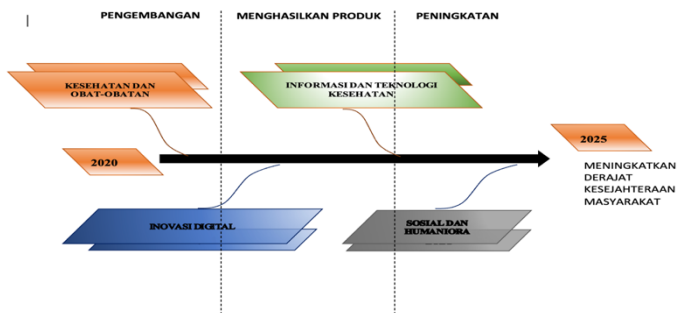 PENGEMBANGAN
MENGHASILKAN PRODUK
PENINGKATAN
KESEHATAN DAN
OBAT-OBATAN
INFORMASI DAN TEKNOLOGI
KESEHATAN
2020
2025
MENINGKATKAN
DERAJAT
KESEJAHTERAAN
MASYARAKAT
INOVASI DIGITAL
SOSIAL DAN
HUMANIORA